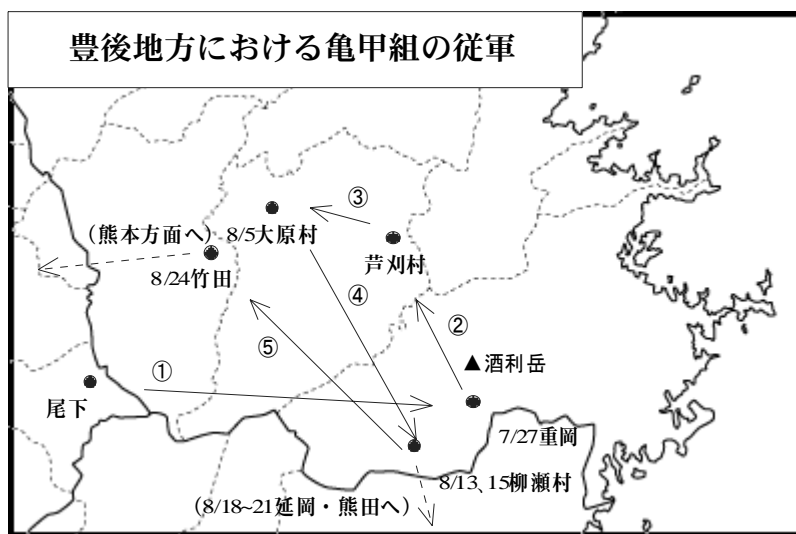 豊後地方における亀甲組の従軍
③
（熊本方面へ）
8/5大原村
芦刈村
8/24竹田
④
②
⑤
▲酒利岳
①
尾下
7/27重岡
8/13、15柳瀬村
（8/18~21延岡・熊田へ）